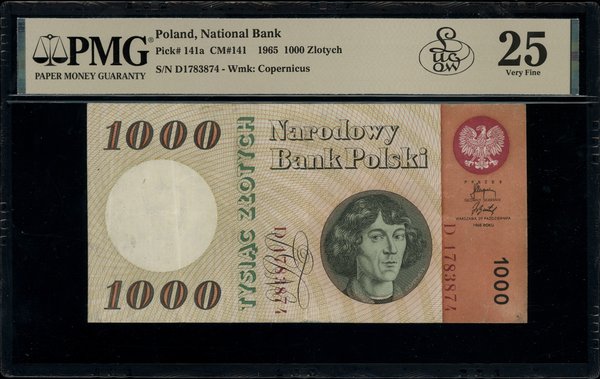 PMG
PAPER MONEY GUARANTY
Poland, National Bank
Pick# 141a CM#141 1965 1000 Zlotych
S/N D1783874 - Wmk: Copernicus
25
Very Fine
1000
1000
TYSIĄC ZŁOTYCH
Narodowy
Bank Polski
D 1783874
PREZES
WARSZAWA 29 PAŹDZIERNIKA
1965 ROKU
D 1783874
1000